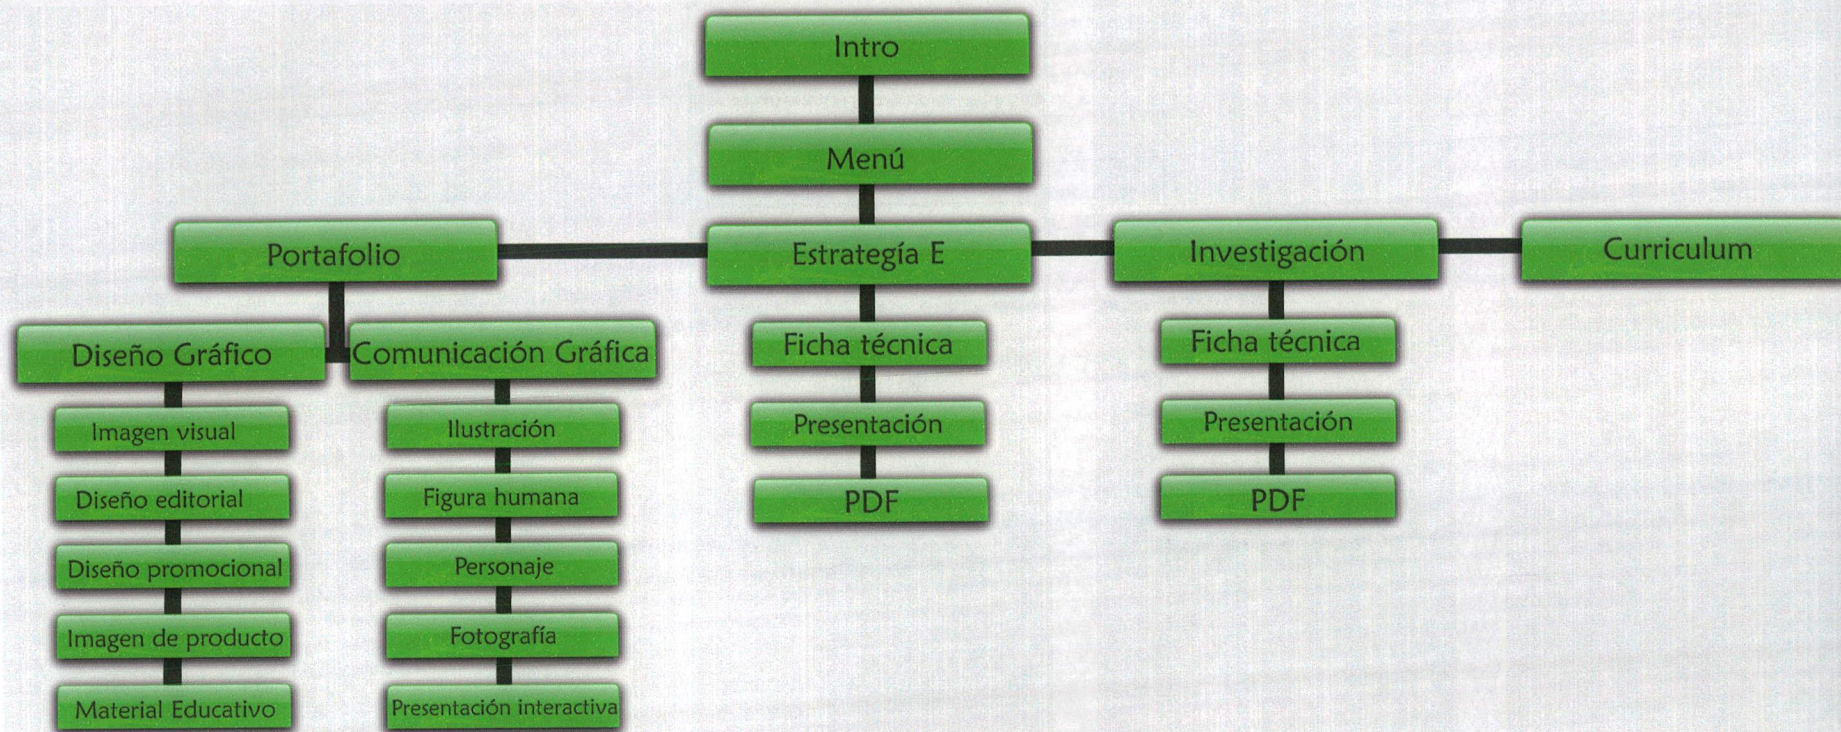 Intro
Menú
Portafolio
Estrategía E
Investigación
Curriculum
Diseño Gráfico
Comunicación Gráfica
Imagen visual
Diseño editorial
Diseño promocional
Imagen de producto
Material Educativo
Ilustración
Figura humana
Personaje
Fotografía
Presentación interactiva
Ficha técnica
Presentación
PDF
Ficha técnica
Presentación
PDF